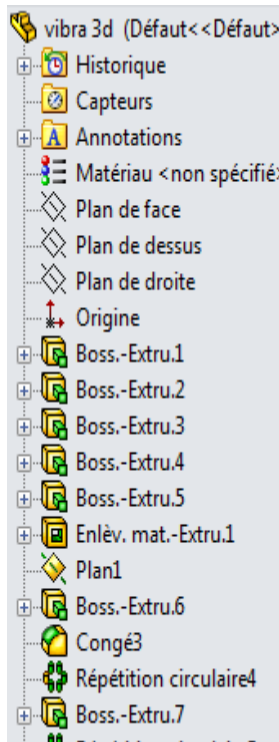 vibra 3d (Défaut<<Défaut>
Historique
Capteurs
Annotations
Matériau <non spécifié>
Plan de face
Plan de dessus
Plan de droite
Origine
Boss.-Extru.1
Boss.-Extru.2
Boss.-Extru.3
Boss.-Extru.4
Boss.-Extru.5
Enlèv. mat.-Extru.1
Plan1
Boss.-Extru.6
Congé3
Répétition circulaire4
Boss.-Extru.7